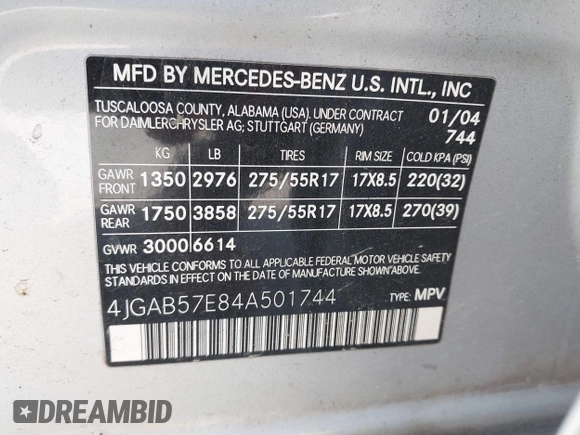 MFD BY MERCEDES-BENZ U.S. INTL., INC
TUSCALOOSA COUNTY, ALABAMA (USA). UNDER CONTRACT 01/04
FOR DAIMLERCHRYSLER AG; STUTTGART (GERMANY) 744
KG LB TIRES RIM SIZE COLD KPA (PSI)
GAWR FRONT 1350 2976 275/55R17 17X8.5 220(32)
GAWR REAR 1750 3858 275/55R17 17X8.5 270(39)
GVWR 3000 6614
THIS VEHICLE CONFORMS TO ALL APPLICABLE FEDERAL MOTOR VEHICLE SAFETY
STANDARDS IN EFFECT ON THE DATE OF MANUFACTURE SHOWN ABOVE.
4JGAB57E84A501744 TYPE: MPV
DREAMBID